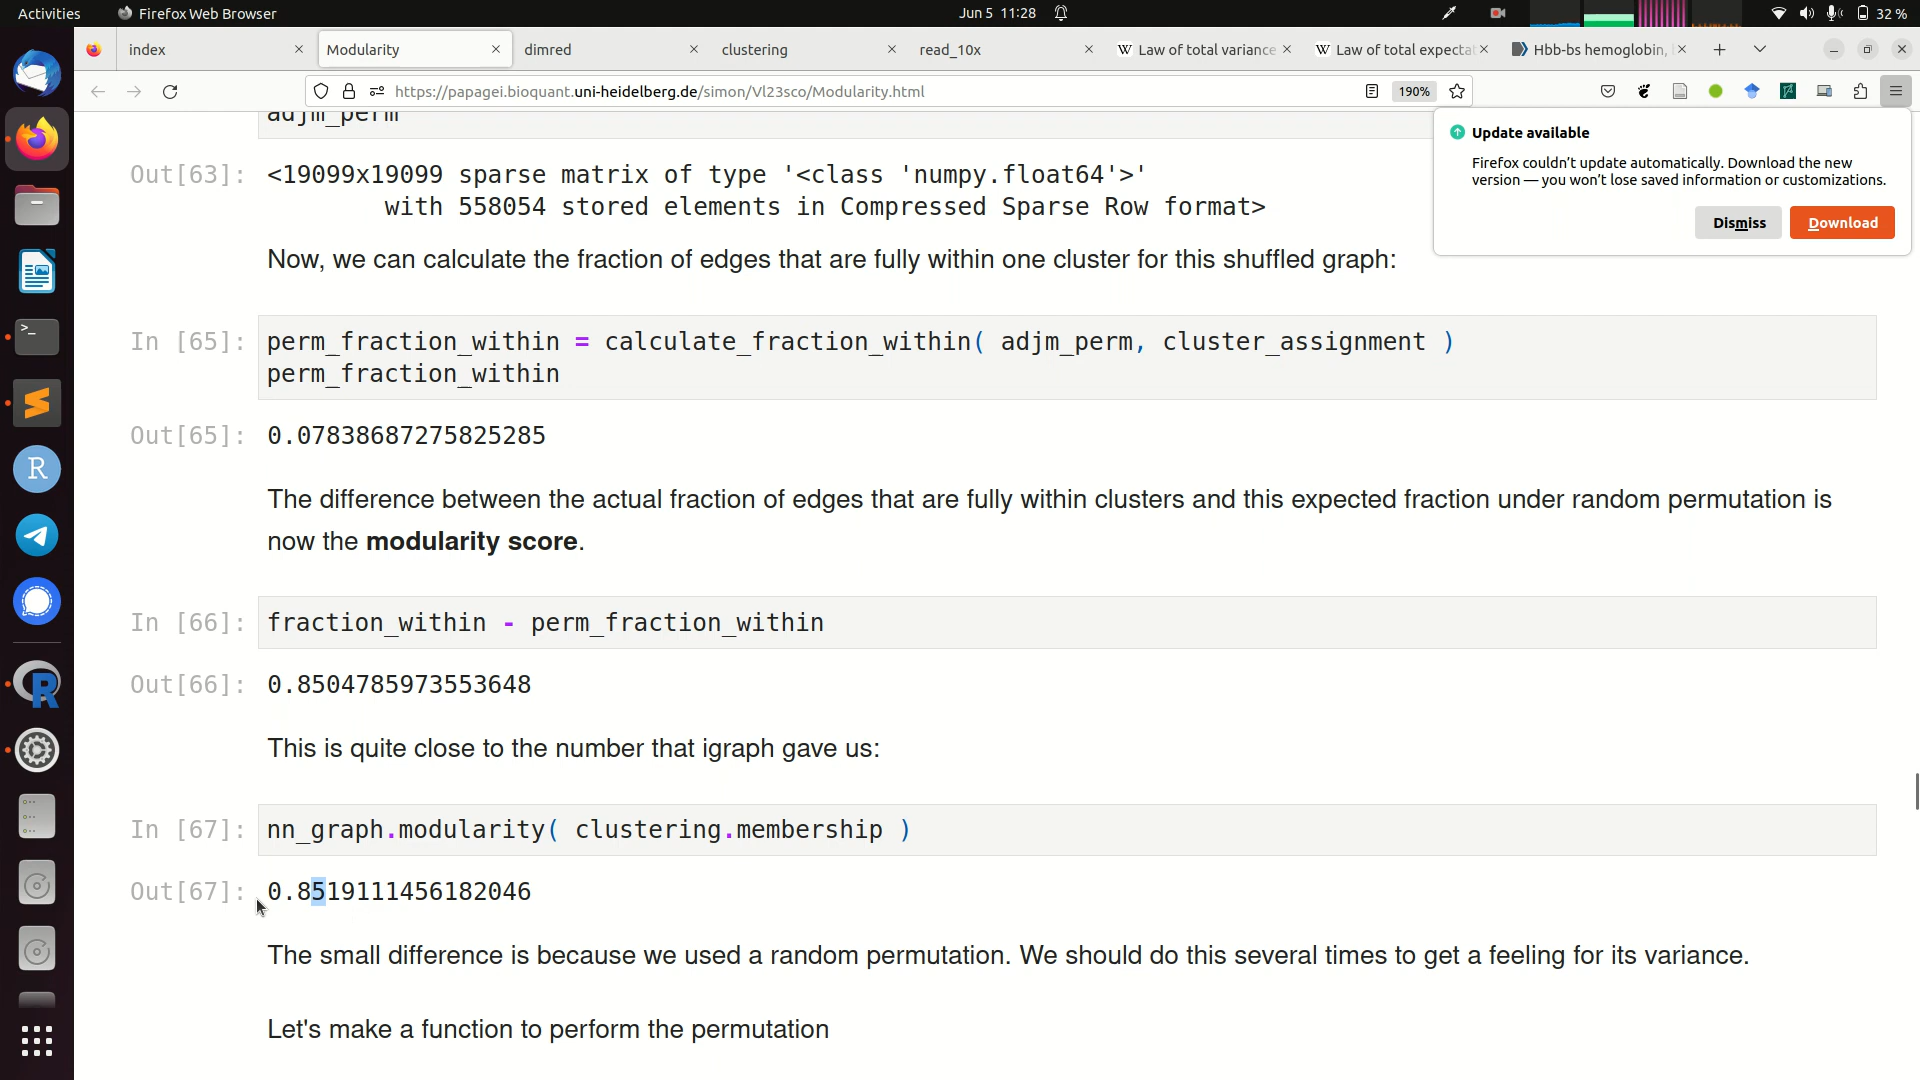 Activities
Firefox Web Browser
Jun 5 11:28
32 %
index
Modularity
dimred
clustering
read_10x
Law of total variance
Law of total expecta
Hbb-bs hemoglobin,
https://papagei.bioquant.uni-heidelberg.de/simon/Vl23sco/Modularity.html
190%
adjm_perm
Update available
Firefox couldn't update automatically. Download the new
version — you won't lose saved information or customizations.
Dismiss
Download
Out[63]: <19099x19099 sparse matrix of type '<class 'numpy.float64'>'
with 558054 stored elements in Compressed Sparse Row format>
Now, we can calculate the fraction of edges that are fully within one cluster for this shuffled graph:
In [65]: perm_fraction_within = calculate_fraction_within( adjm_perm, cluster_assignment )
perm_fraction_within
Out[65]: 0.07838687275825285
The difference between the actual fraction of edges that are fully within clusters and this expected fraction under random permutation is
now the modularity score.
In [66]: fraction_within - perm_fraction_within
Out[66]: 0.8504785973553648
This is quite close to the number that igraph gave us:
In [67]: nn_graph.modularity( clustering.membership )
Out[67]: 0.8519111456182046
The small difference is because we used a random permutation. We should do this several times to get a feeling for its variance.
Let's make a function to perform the permutation